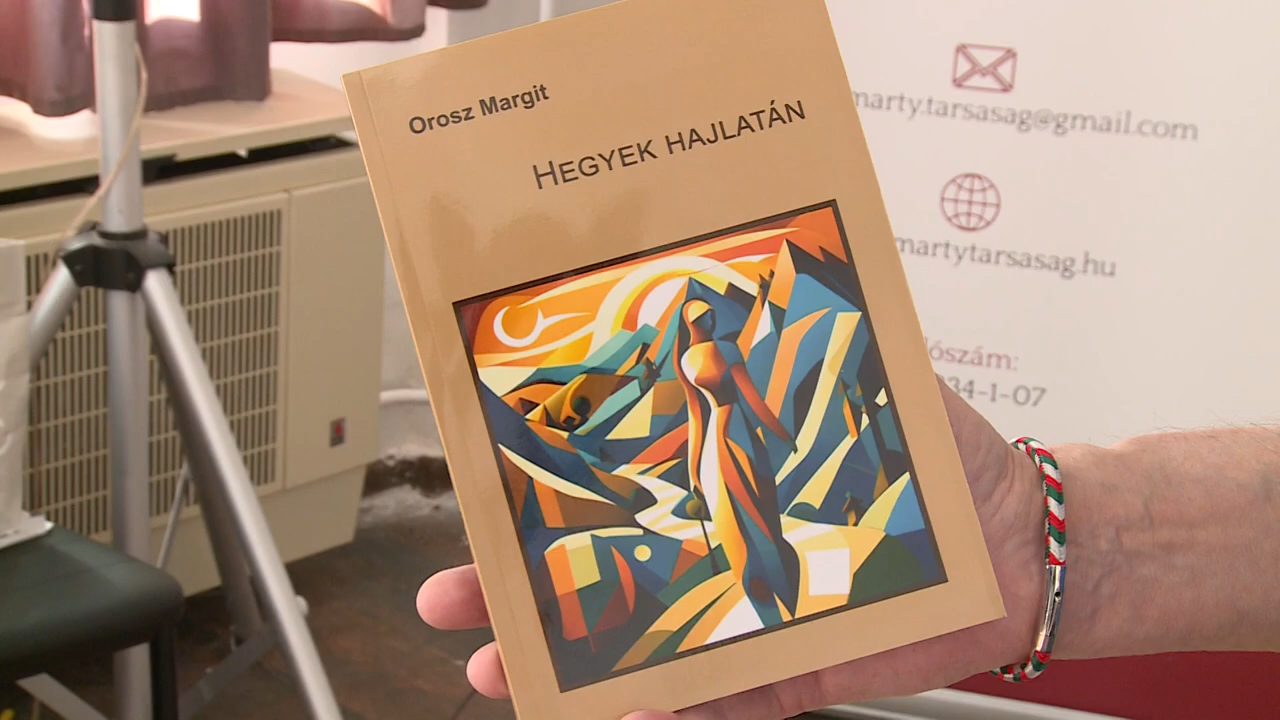 Orosz Margit
HEGYEK HAJLATÁN
marty.tarsasag@gmail.com
martytarsasag.hu
lószám:
34-1-07